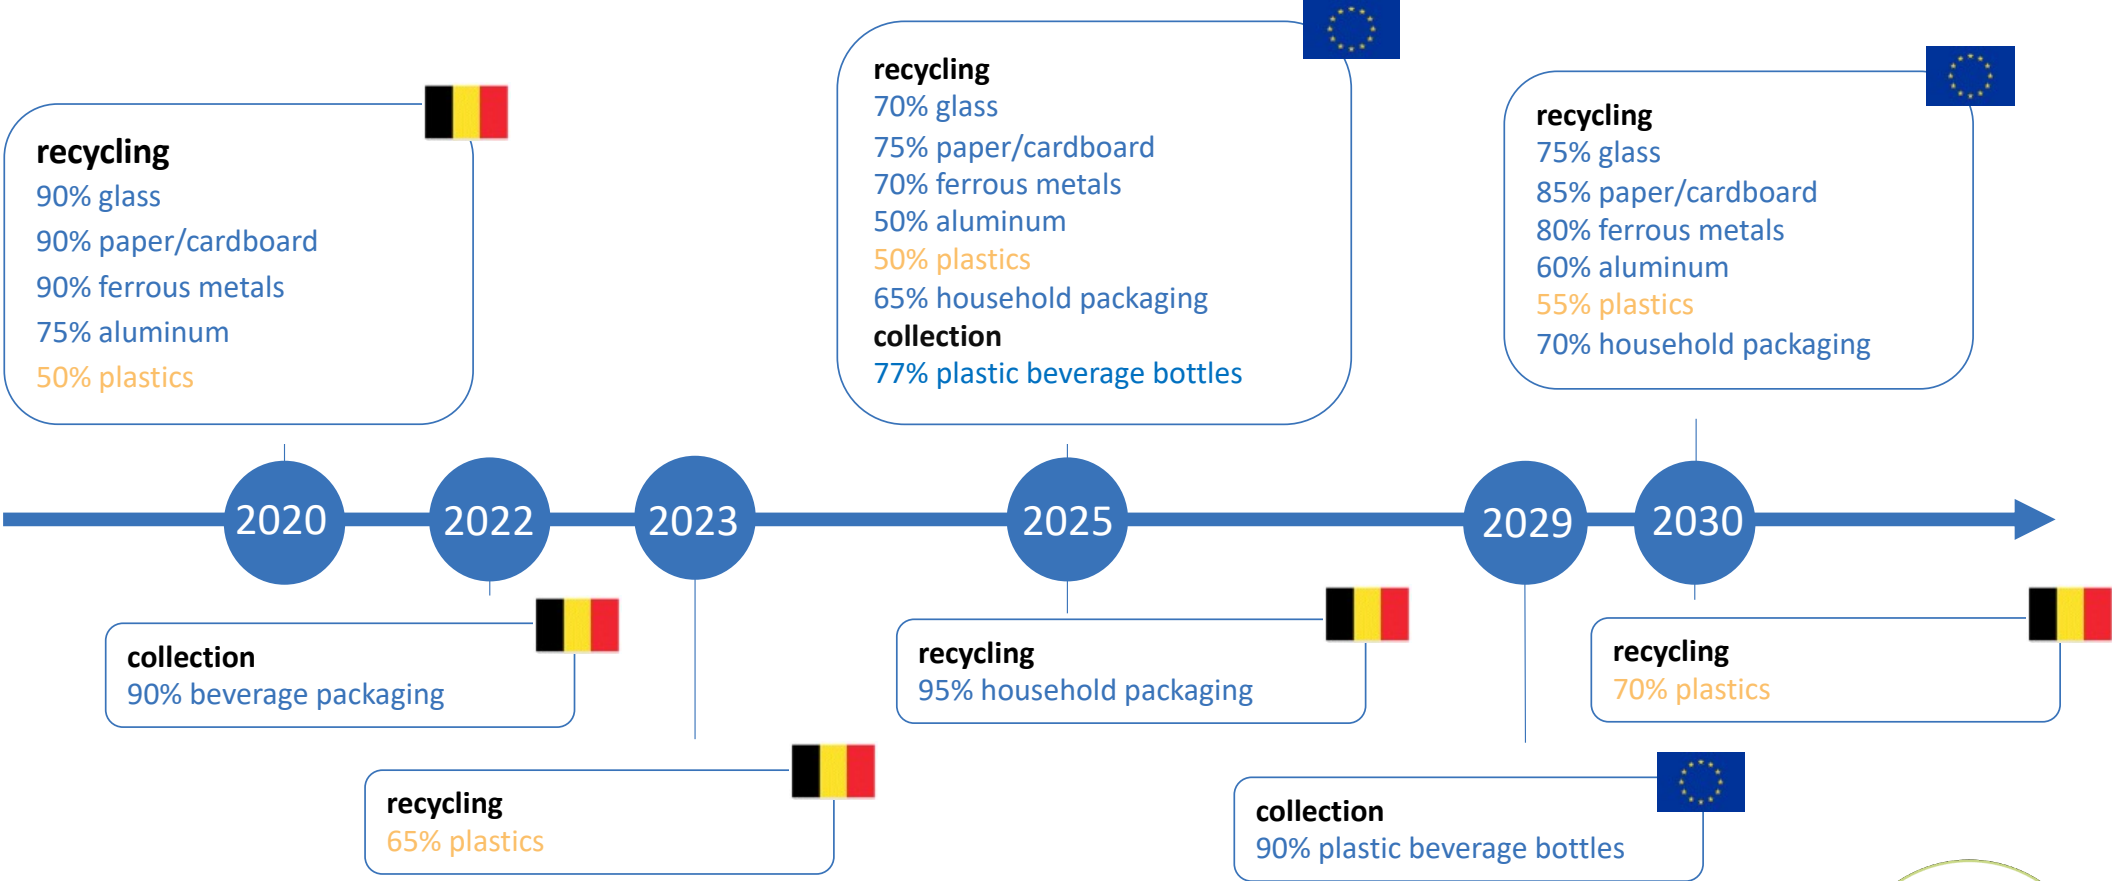 recycling
90% glass
90% paper/cardboard
90% ferrous metals
75% aluminum
50% plastics
recycling
70% glass
75% paper/cardboard
70% ferrous metals
50% aluminum
50% plastics
65% household packaging
collection
77% plastic beverage bottles
recycling
75% glass
85% paper/cardboard
80% ferrous metals
60% aluminum
55% plastics
70% household packaging
2020
2022
2023
2025
2029
2030
collection
90% beverage packaging
recycling
65% plastics
recycling
95% household packaging
collection
90% plastic beverage bottles
recycling
70% plastics